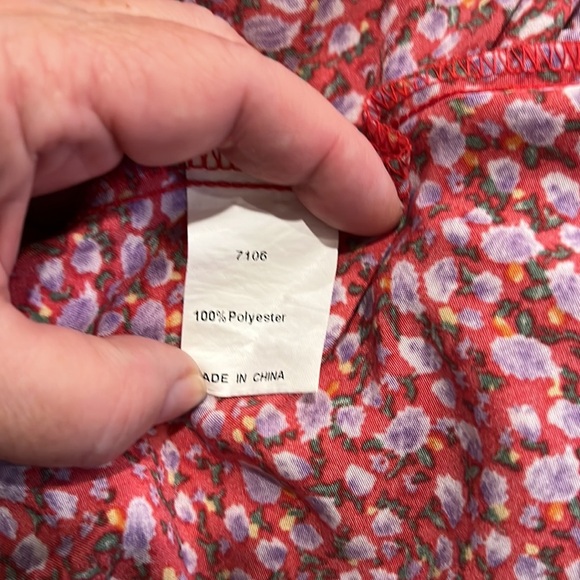 7106
100% Polyester
ADE IN CHINA